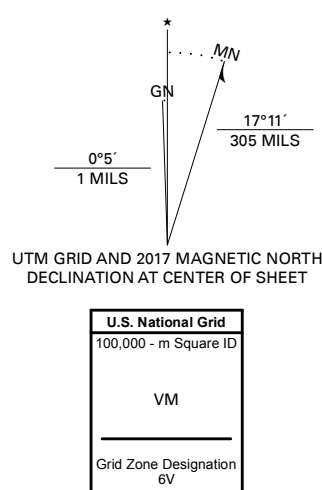 ★
MN
GN
17°11´
305 MILS
0°5´
1 MILS
UTM GRID AND 2017 MAGNETIC NORTH
DECLINATION AT CENTER OF SHEET
U.S. National Grid
100,000 - m Square ID
VM
Grid Zone Designation
6V